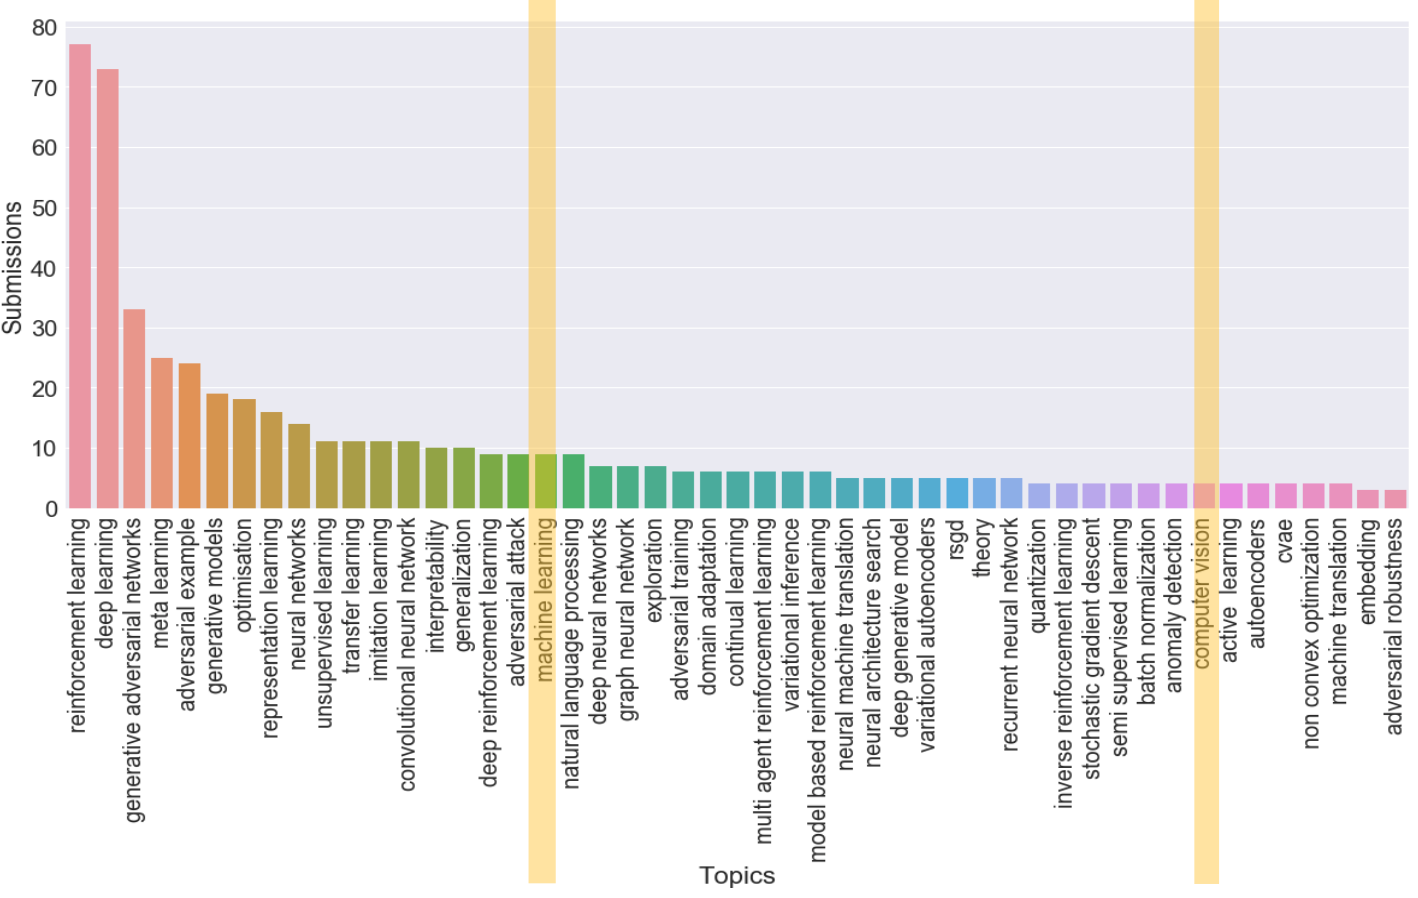 80
70
60
50
40
30
20
10
0
Submissions
reinforcement learning
deep learning
generative adversarial networks
meta learning
adversarial example
generative models
optimisation
representation learning
neural networks
unsupervised learning
transfer learning
imitation learning
convolutional neural network
interpretability
generalization
deep reinforcement learning
adversarial attack
machine learning
natural language processing
deep neural networks
graph neural network
exploration
adversarial training
domain adaptation
continual learning
multi agent reinforcement learning
variational inference
model based reinforcement learning
neural machine translation
neural architecture search
deep generative model
variational autoencoders
rsgd
theory
recurrent neural network
quantization
inverse reinforcement learning
stochastic gradient descent
semi supervised learning
batch normalization
anomaly detection
computer vision
active learning
autoencoders
cvae
non convex optimization
machine translation
embedding
adversarial robustness
Topics